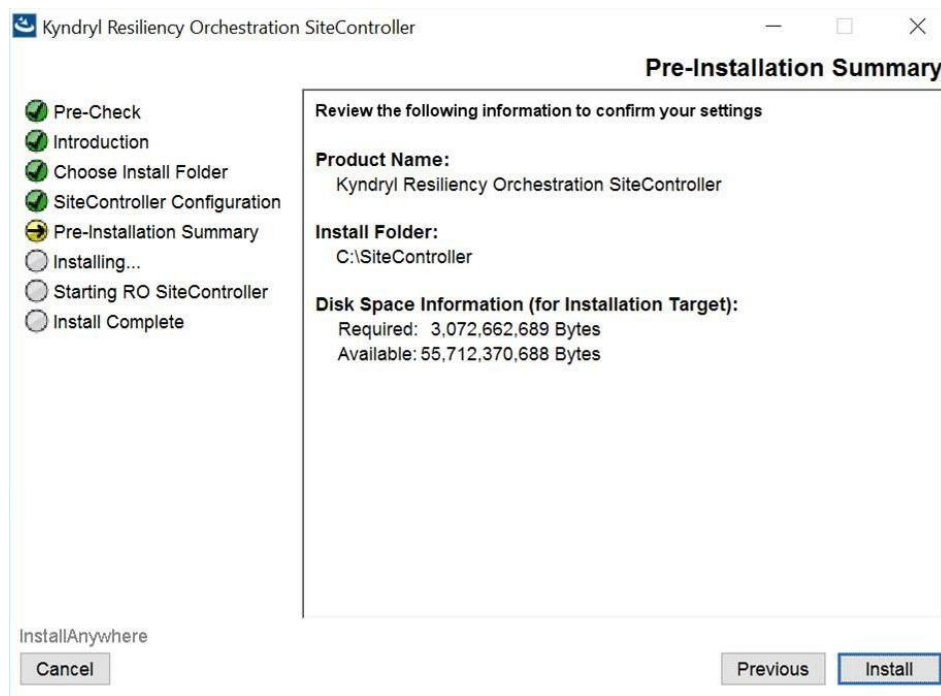 Kyndryl Resiliency Orchestration SiteController
Pre-Installation Summary
Pre-Check
Introduction
Choose Install Folder
SiteController Configuration
Pre-Installation Summary
Installing...
Starting RO SiteController
Install Complete
Review the following information to confirm your settings
Product Name:
Kyndryl Resiliency Orchestration SiteController
Install Folder:
C:\SiteController
Disk Space Information (for Installation Target):
Required: 3,072,662,689 Bytes
Available: 55,712,370,688 Bytes
InstallAnywhere
Cancel
Previous
Install